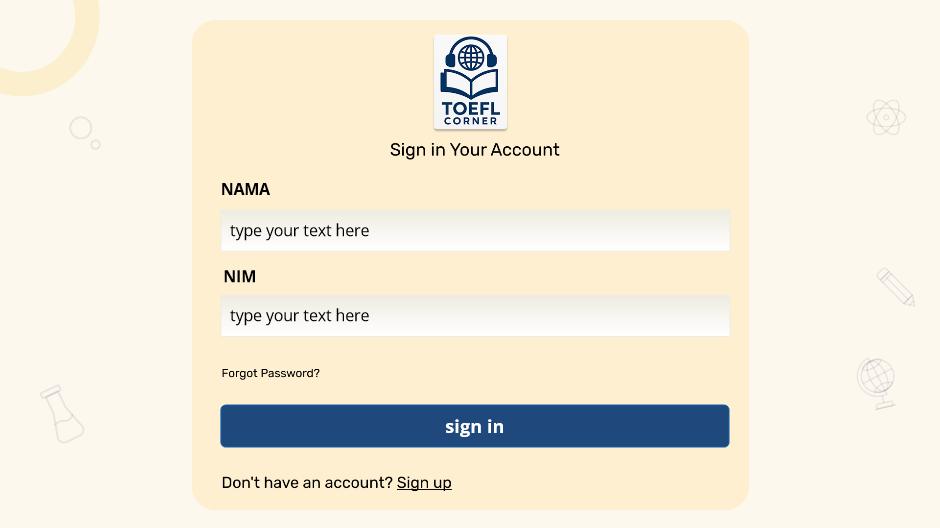 TOEFL
CORNER
Sign in Your Account
NAMA
type your text here
NIM
type your text here
Forgot Password?
sign in
Don't have an account? Sign up